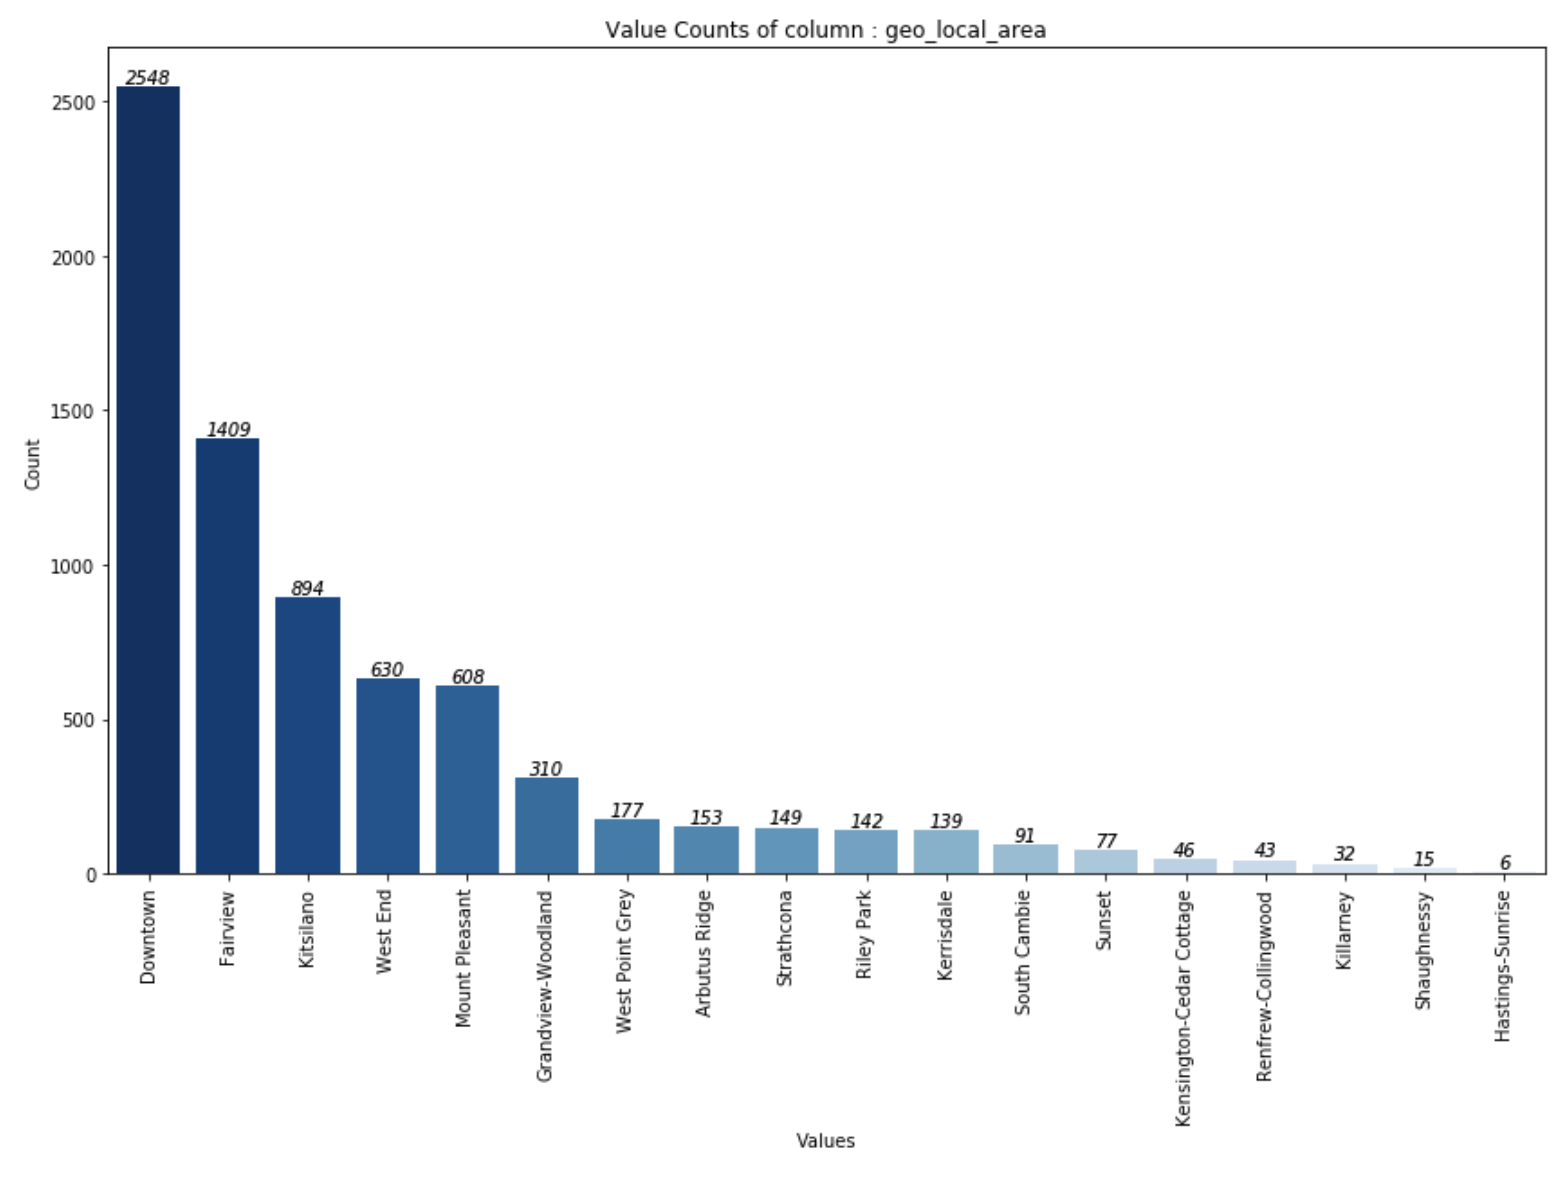 Value Counts of column : geo_local_area
2548
1409
894
630
608
310
177
153
149
142
139
91
77
46
43
32
15
6
2500
2000
1500
1000
500
0
Count
Downtown
Fairview
Kitsilano
West End
Mount Pleasant
Grandview-Woodland
West Point Grey
Arbutus Ridge
Strathcona
Riley Park
Kerrisdale
South Cambie
Sunset
Kensington-Cedar Cottage
Renfrew-Collingwood
Killarney
Shaughnessy
Hastings-Sunrise
Values